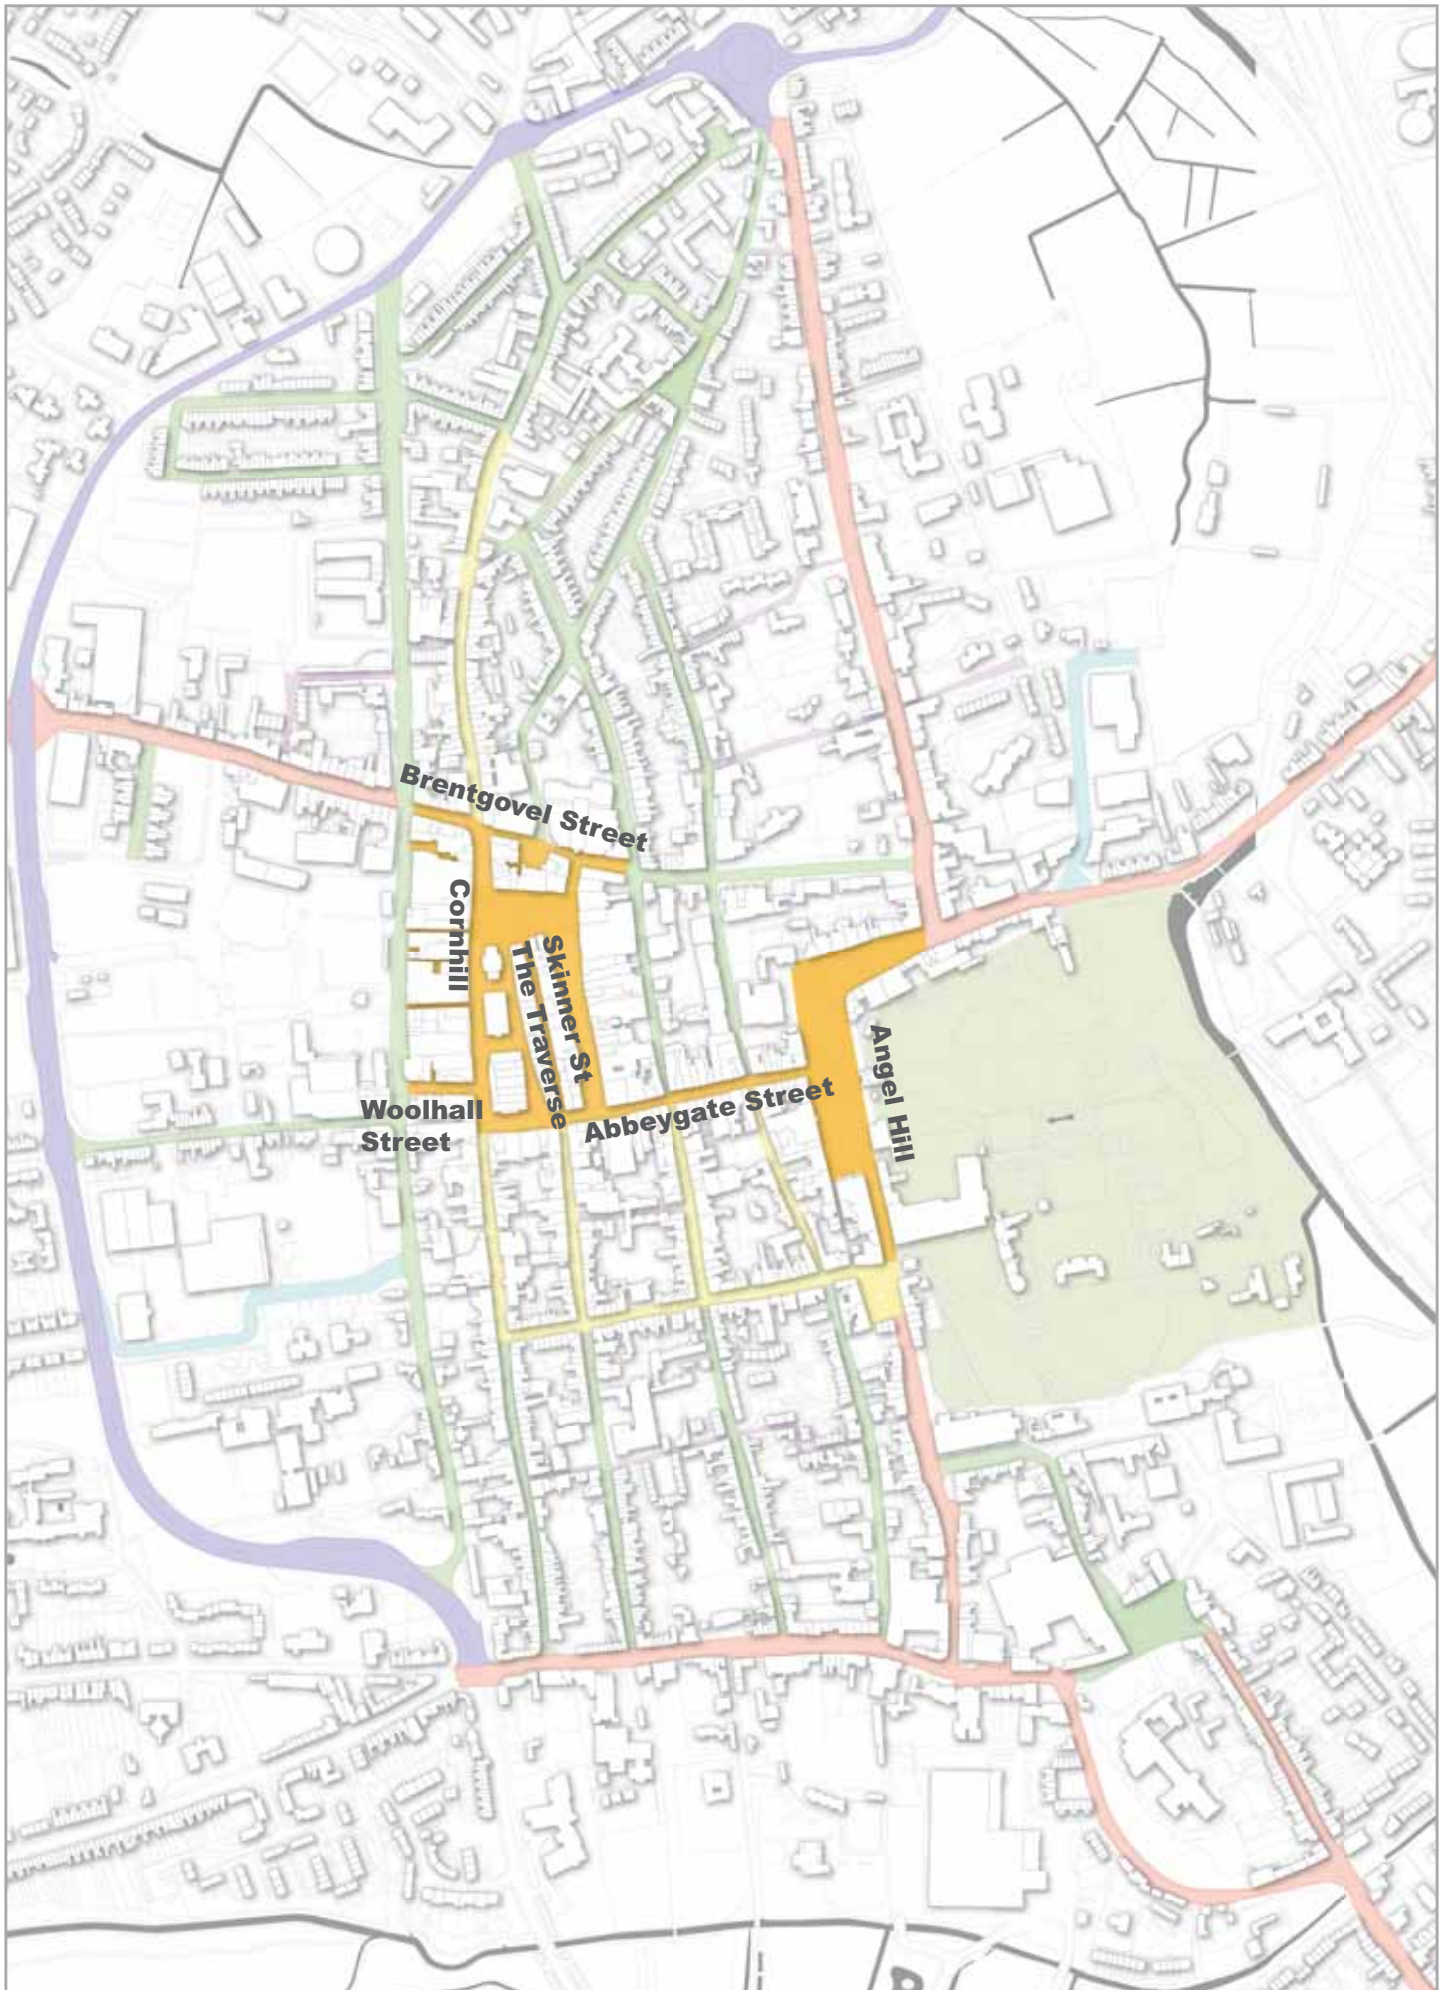 Brentgovel Street
Cornhill
Skinner St
The Traverse
Angel Hill
Woolhall
Street
Abbeygate Street